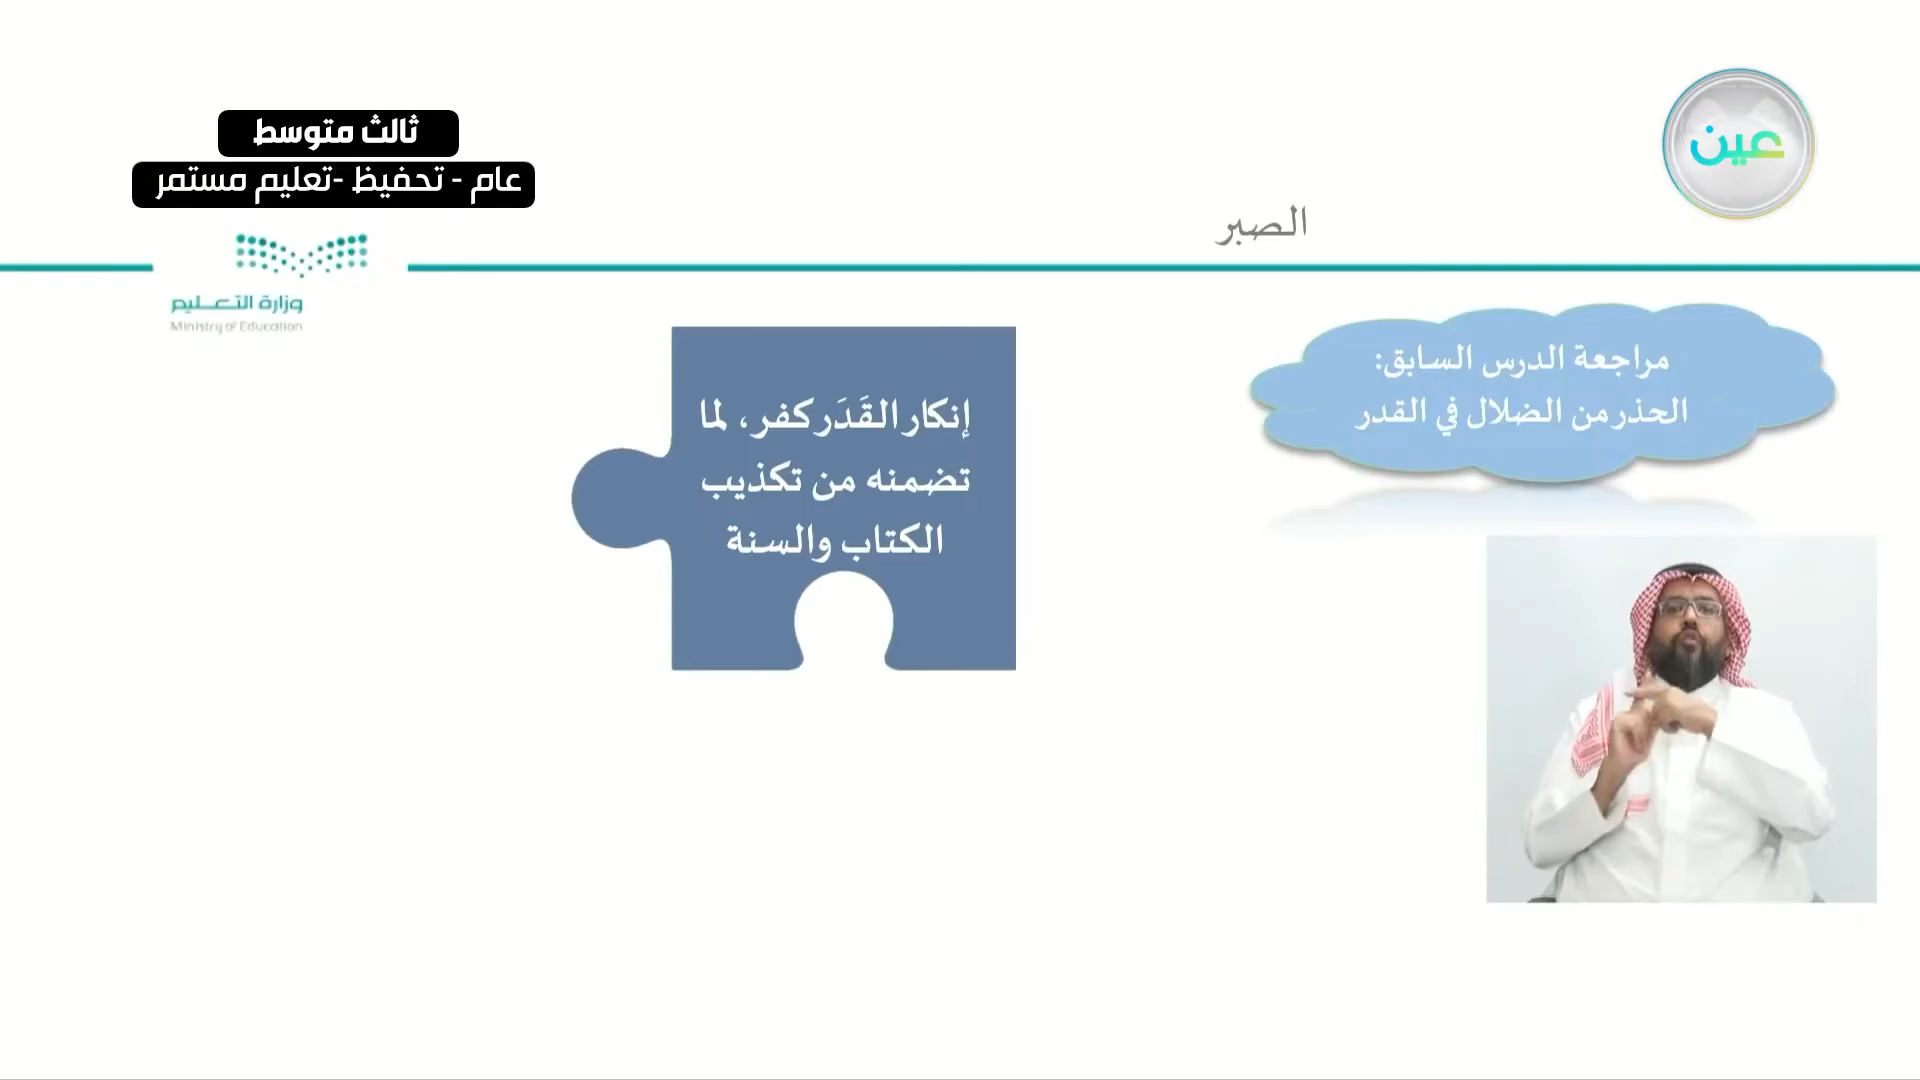 ثالث متوسط
عام - تحفيظ -تعليم مستمر
عين
الصبر
وزارة التعـــليم
Ministry of Education
مراجعة الدرس السابق:
الحذر من الضلال في القدر
إنكار القَدَر كفر، لما
تضمنه من تكذيب
الكتاب والسنة